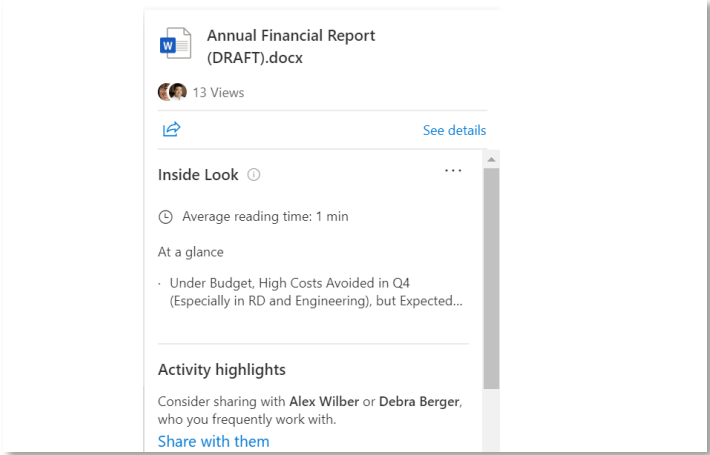 Annual Financial Report
(DRAFT).docx
13 Views
See details
Inside Look
...
Average reading time: 1 min
At a glance
· Under Budget, High Costs Avoided in Q4
(Especially in RD and Engineering), but Expected...
Activity highlights
Consider sharing with Alex Wilber or Debra Berger,
who you frequently work with.
Share with them